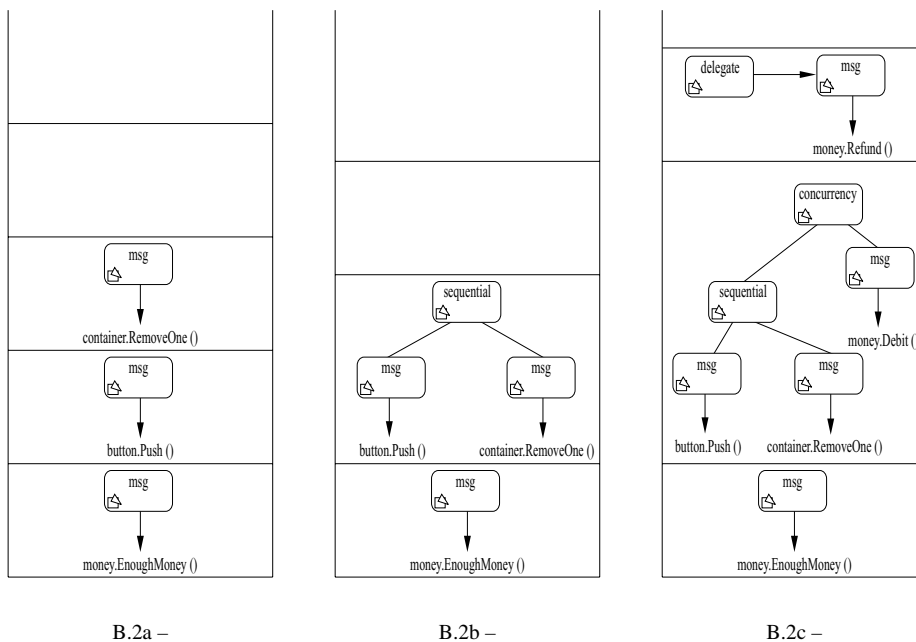 msg
container.RemoveOne ()
msg
button.Push ()
msg
money.EnoughMoney ()
B.2a –
sequential
msg
msg
button.Push ()
container.RemoveOne ()
msg
money.EnoughMoney ()
B.2b –
delegate
msg
money.Refund ()
concurrency
msg
sequential
money.Debit ()
msg
msg
button.Push ()
container.RemoveOne ()
msg
money.EnoughMoney ()
B.2c –